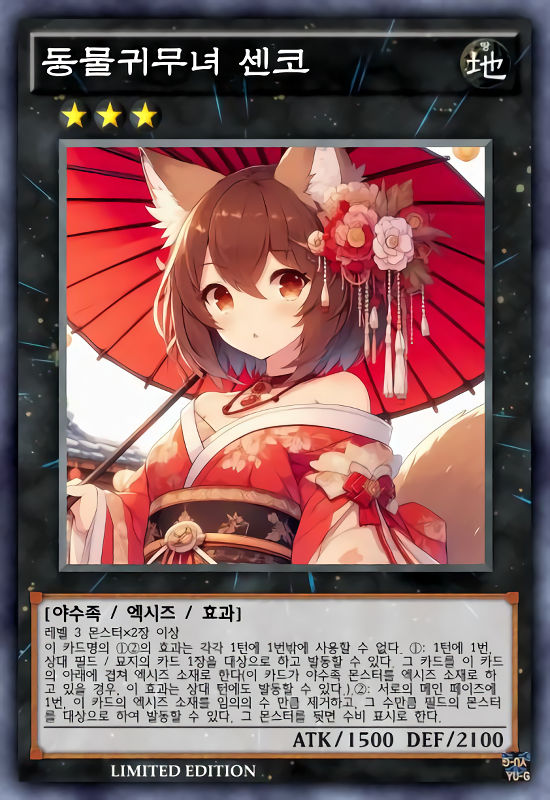 동물귀무녀 센코
땅
地
[야수족 / 엑시즈 / 효과]
레벨 3 몬스터×2장 이상
이 카드명의 ①②의 효과는 각각 1턴에 1번밖에 사용할 수 없다. ①: 1턴에 1번,
상대 필드 / 묘지의 카드 1장을 대상으로 하고 발동할 수 있다. 그 카드를 이 카드
의 아래에 겹쳐 엑시즈 소재로 한다(이 카드가 야수족 몬스터를 엑시즈 소재로 하
고 있을 경우, 이 효과는 상대 턴에도 발동할 수 있다.).②: 서로의 메인 페이즈에
1번, 이 카드의 엑시즈 소재를 임의의 수 만큼 제거하고, 그 수만큼 필드의 몬스터
를 대상으로 하여 발동할 수 있다. 그 몬스터를 뒷면 수비 표시로 한다.
ATK/1500 DEF/2100
LIMITED EDITION
YU-G